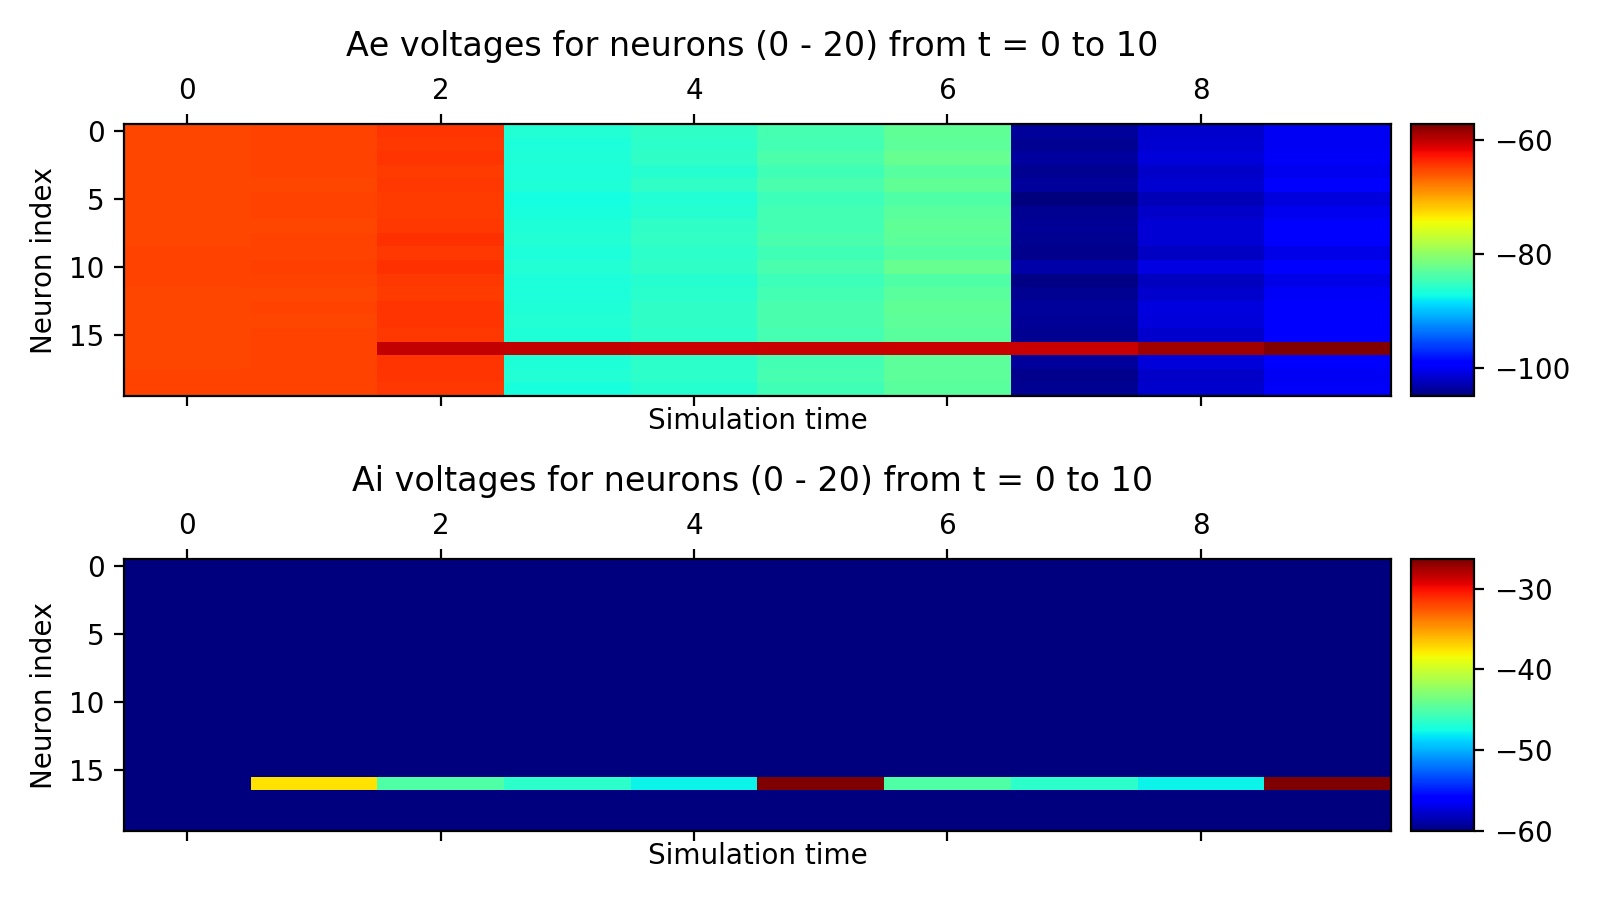 Ae voltages for neurons (0 - 20) from t = 0 to 10
0 2 4 6 8
0
5
10
15
Neuron index
Simulation time
−60
−80
−100
Ai voltages for neurons (0 - 20) from t = 0 to 10
0 2 4 6 8
0
5
10
15
Neuron index
Simulation time
−30
−40
−50
−60